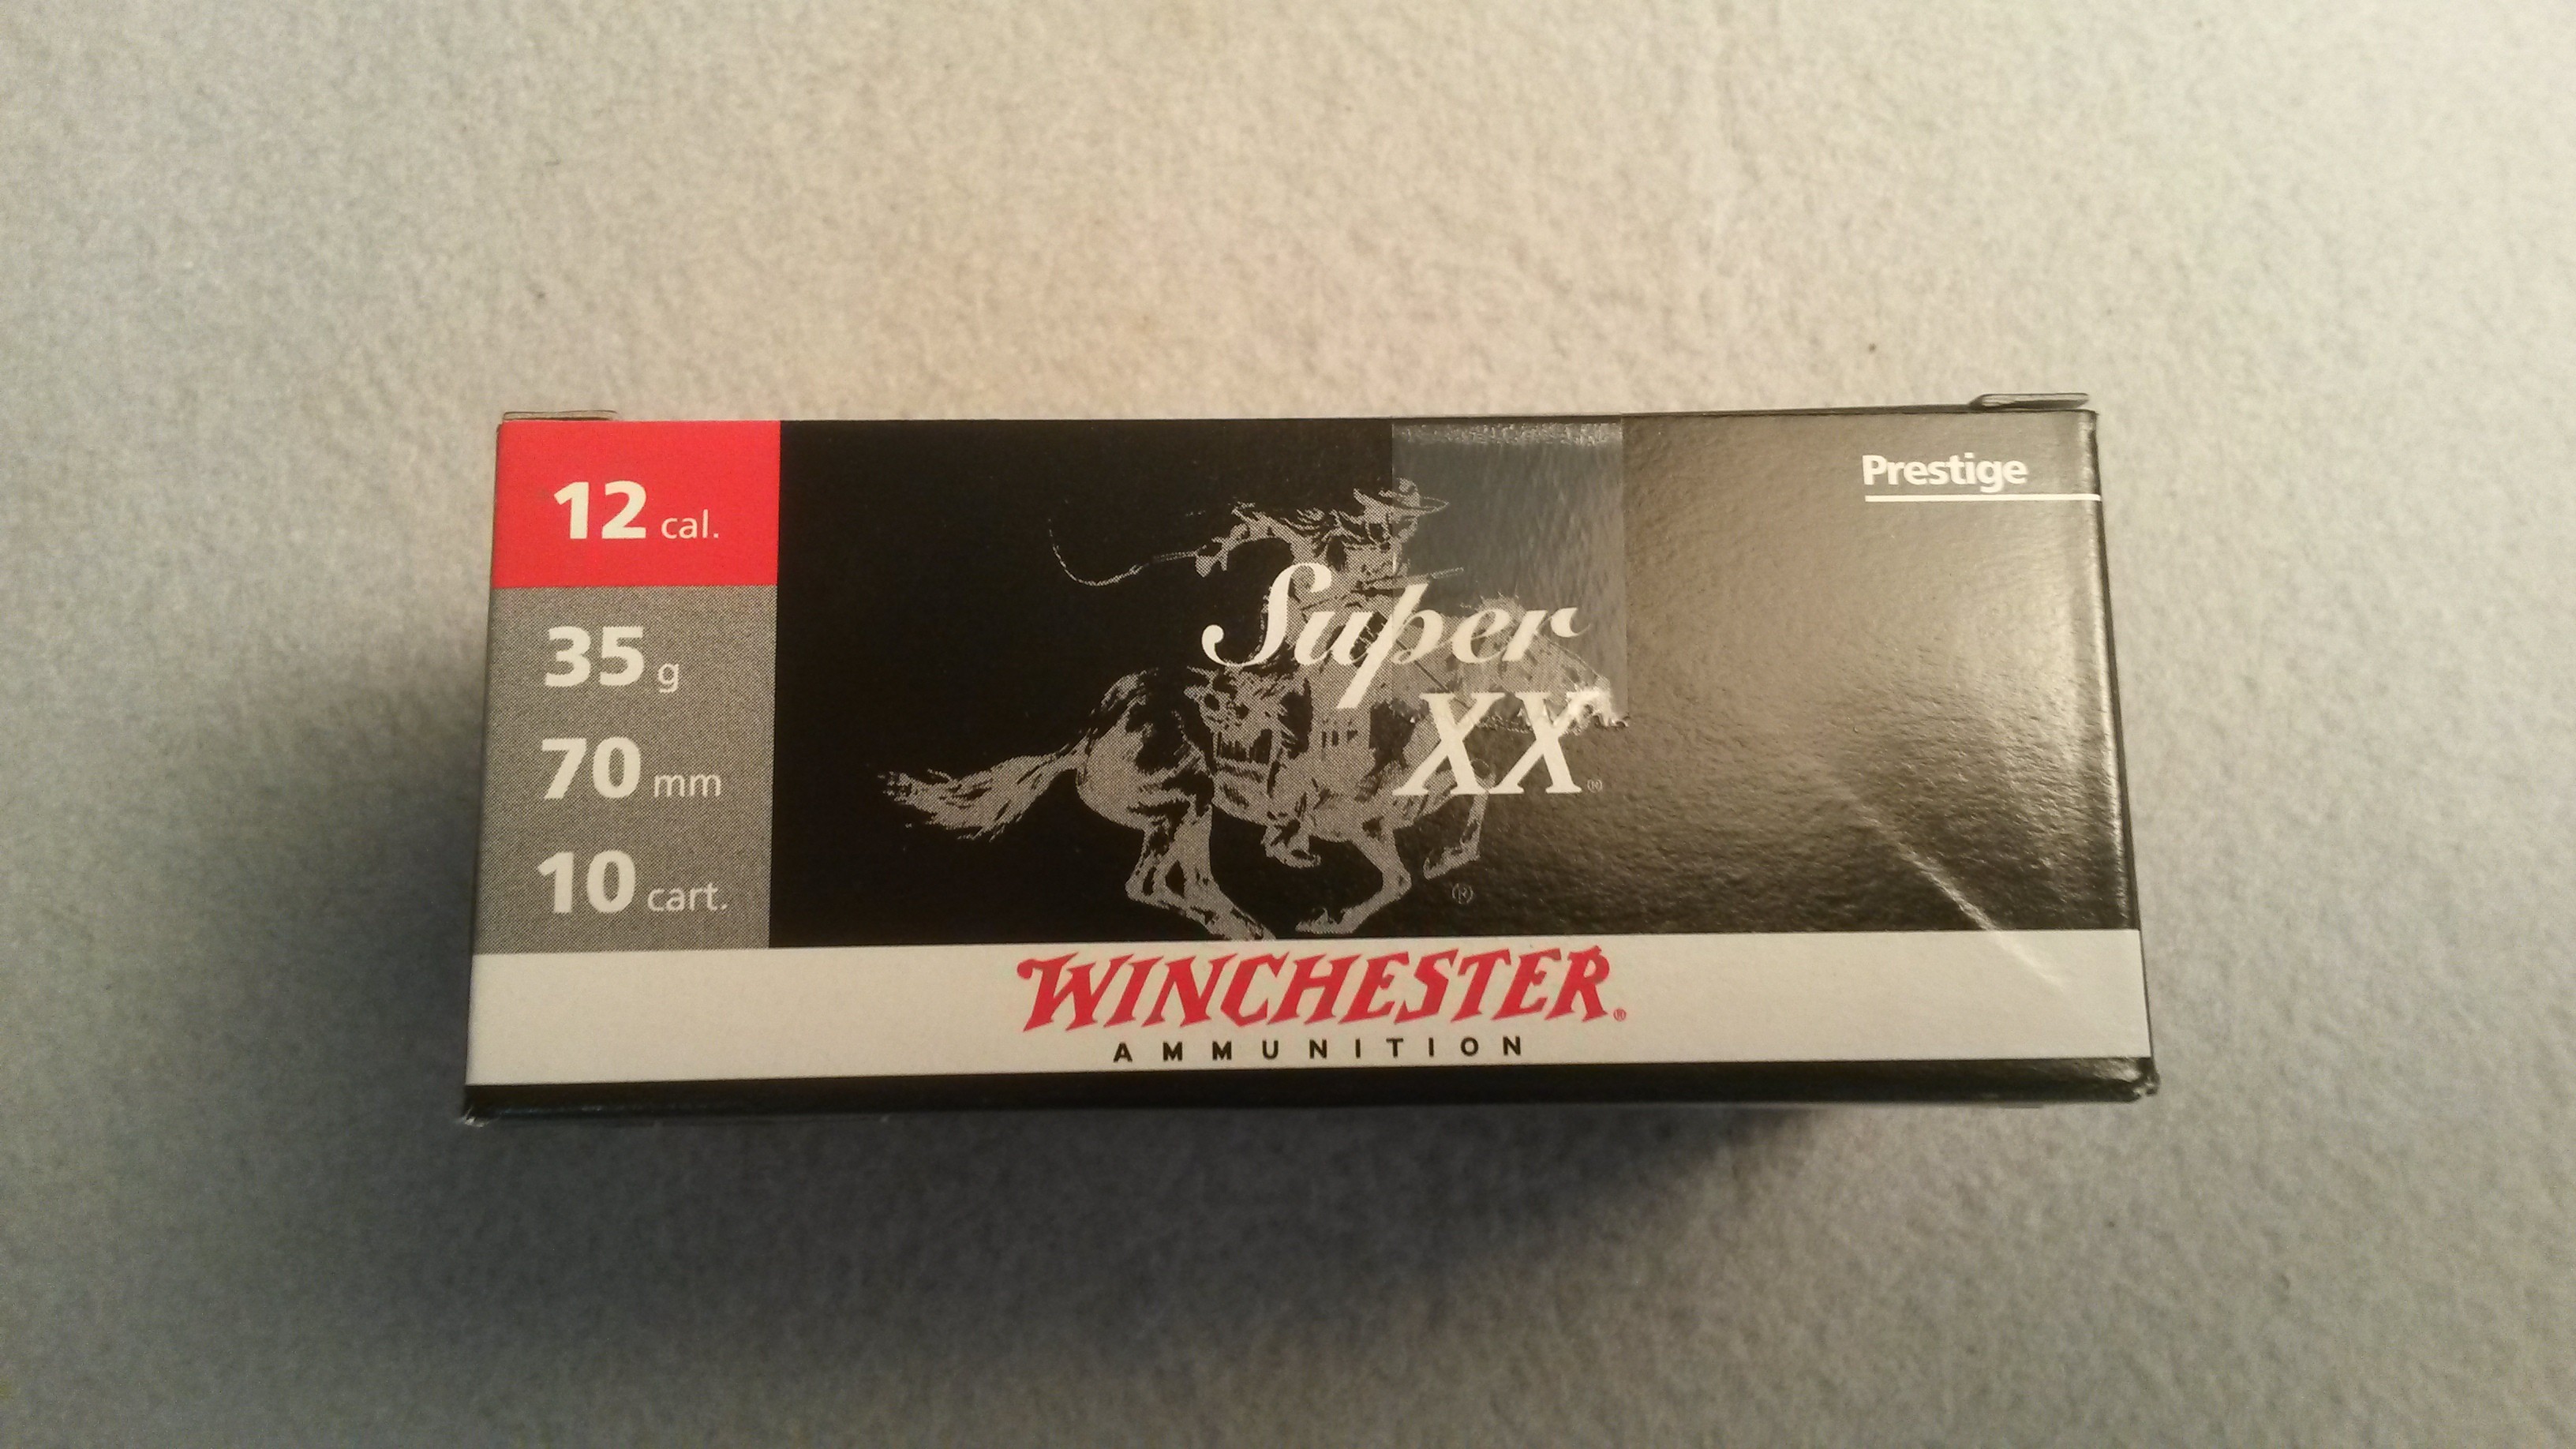 12 cal.
35 g
70 mm
10 cart.
Prestige
Super
XX®
®
WINCHESTER®
AMMUNITION